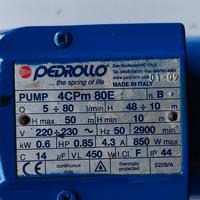 PEDROLLO
... the spring of life
MADE IN ITALY
PUMP 4CPm 80E n. B
Q 5 ÷ 80 l/min H 48÷10 m
H max 50 m H min 10 m
V 220÷230 ~ Hz 50 2900 min⁻¹
kW 0.6 HP 0.85 4.3 A 850 W
C 14 µF VL 450 I.Cl. F IP 44
continuous duty thermally protected 5229/A